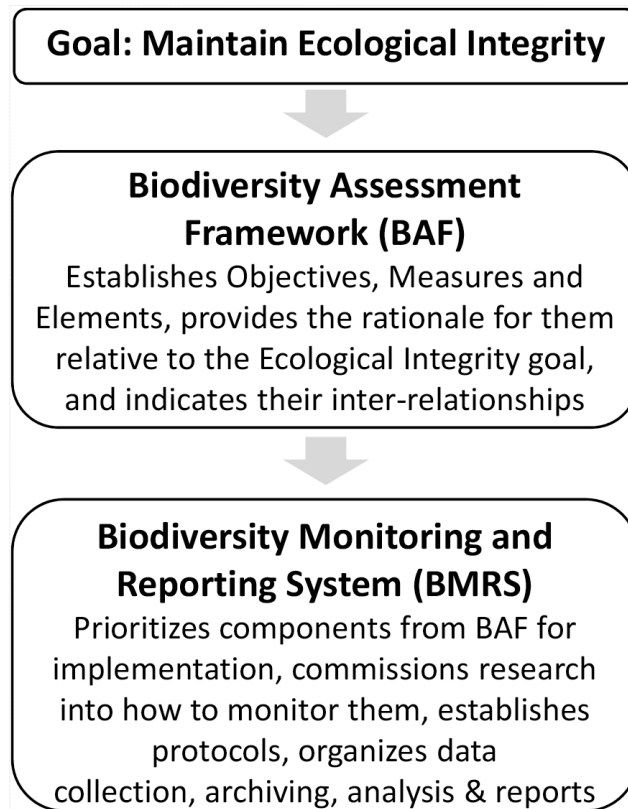 Goal: Maintain Ecological Integrity
Biodiversity Assessment
Framework (BAF)
Establishes Objectives, Measures and
Elements, provides the rationale for them
relative to the Ecological Integrity goal,
and indicates their inter-relationships
Biodiversity Monitoring and
Reporting System (BMRS)
Prioritizes components from BAF for
implementation, commissions research
into how to monitor them, establishes
protocols, organizes data
collection, archiving, analysis & reports